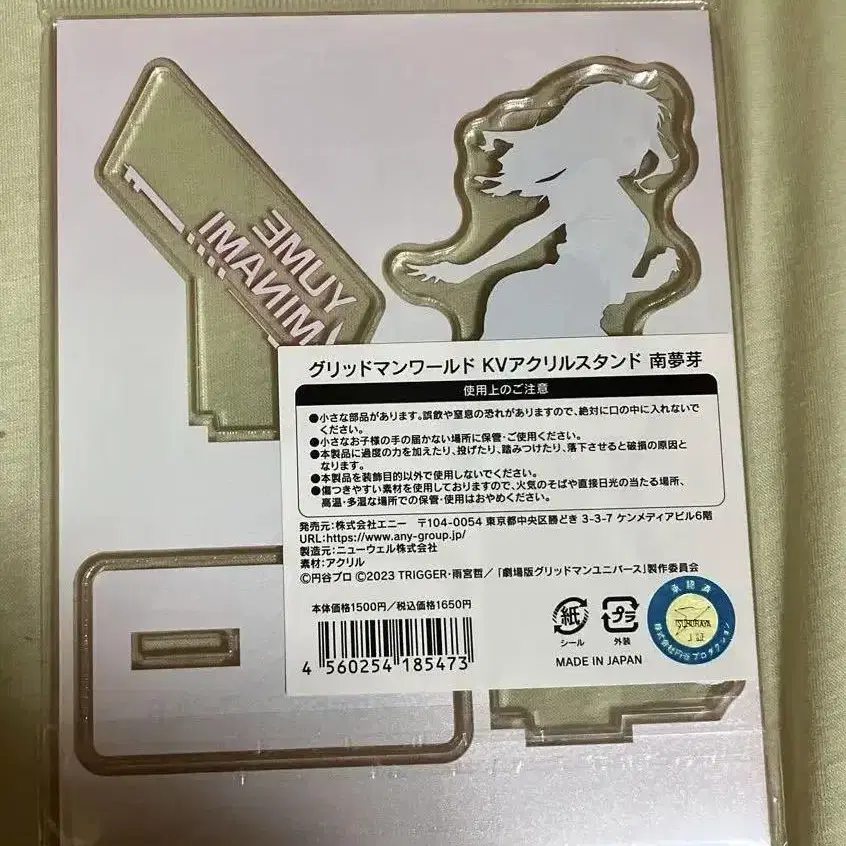 YUME
MINAMI
グリッドマンワールド KVアクリルスタンド 南夢芽
使用上のご注意
●小さな部品があります。誤飲や窒息の恐れがありますので、絶対に口の中に入れないで
ください。
●小さなお子様の手の届かない場所に保管・ご使用ください。
●本製品に過度の力を加えたり、投げたり、踏みつけたり、落下させると破損の原因と
なります。
●本製品を装飾目的以外で使用しないでください。
●傷つきやすい素材を使用しておりますので、火気のそばや直接日光の当たる場所、
高温・多湿な場所での保管・使用はおやめください。
発売元:株式会社エニー 〒104-0054 東京都中央区勝どき 3-3-7 ケンメディアビル6階
URL:https://www.any-group.jp/
製造元:ニューウェル株式会社
素材:アクリル
©円谷プロ ©2023 TRIGGER・雨宮哲/「劇場版グリッドマンユニバース」製作委員会
本体価格1500円/税込価格1650円
4 560254 185473
紙
シール
プラ
外装
MADE IN JAPAN
承認済
TSUBURAYA
株式会社円谷プロダクション